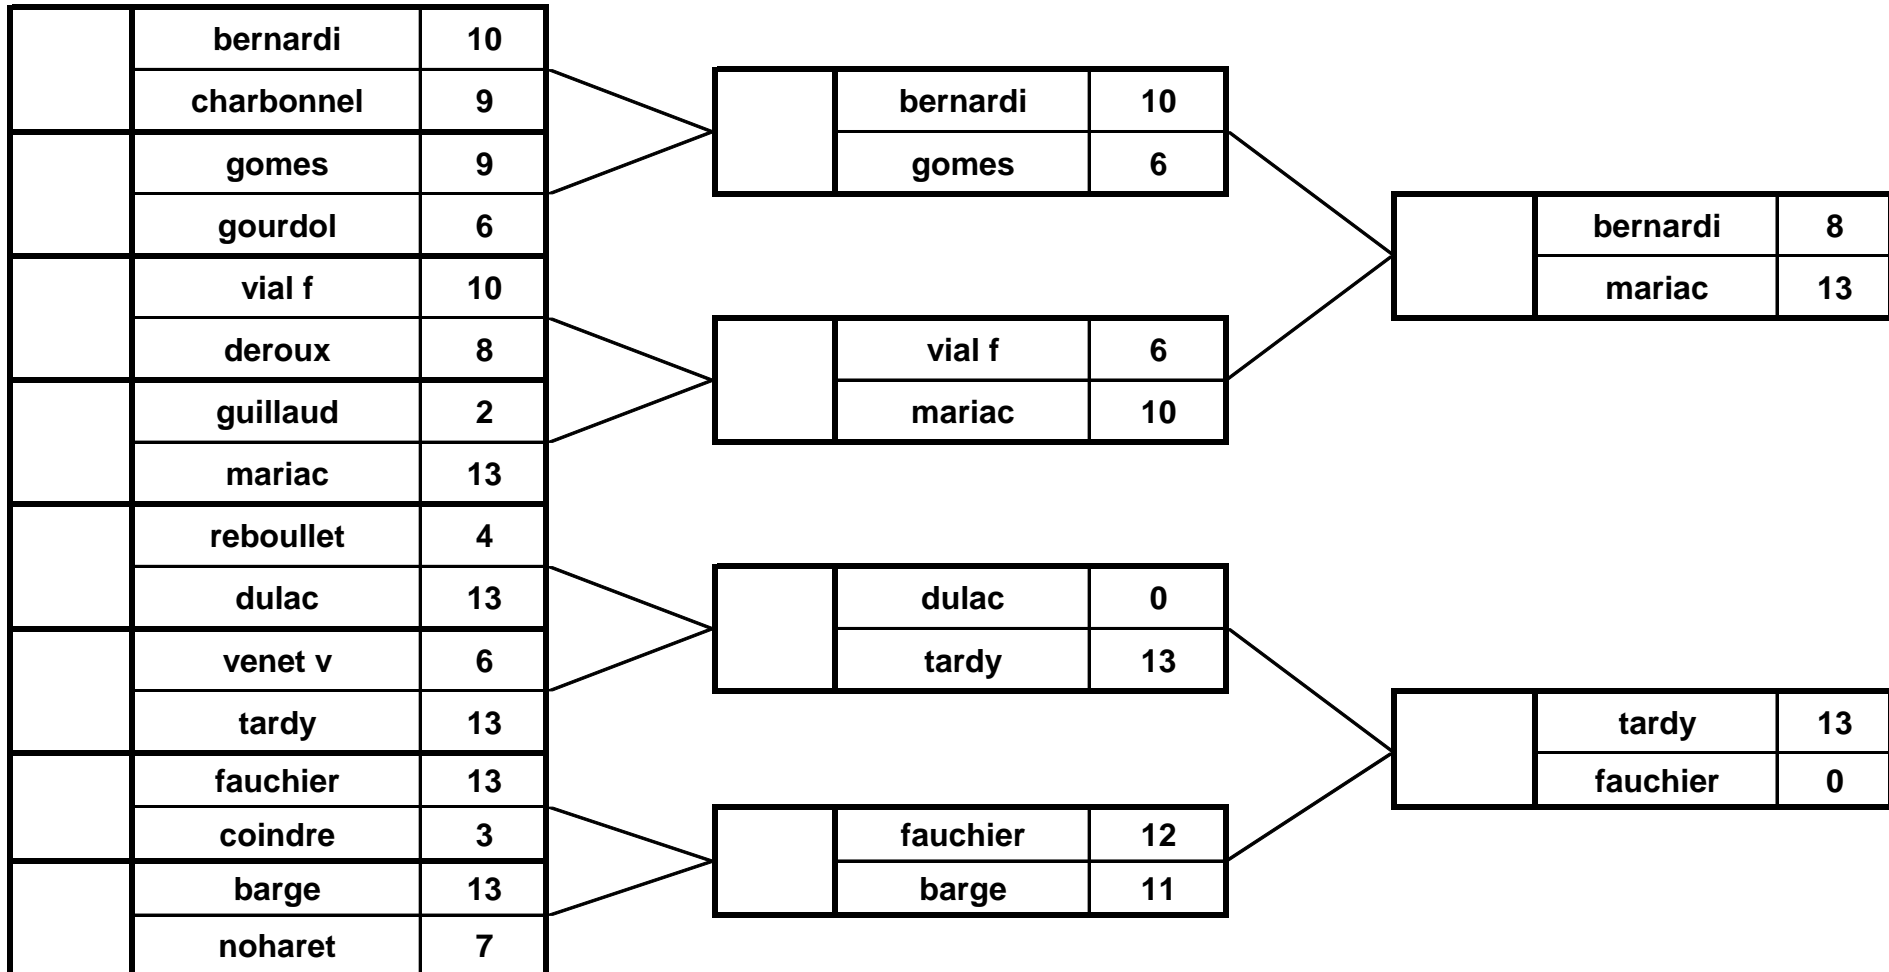 bernardi 10
charbonnel 9
gomes 9
gourdol 6
vial f 10
deroux 8
guillaud 2
mariac 13
reboullet 4
dulac 13
venet v 6
tardy 13
fauchier 13
coindre 3
barge 13
noharet 7
bernardi 10
gomes 6
vial f 6
mariac 10
dulac 0
tardy 13
fauchier 12
barge 11
bernardi 8
mariac 13
tardy 13
fauchier 0